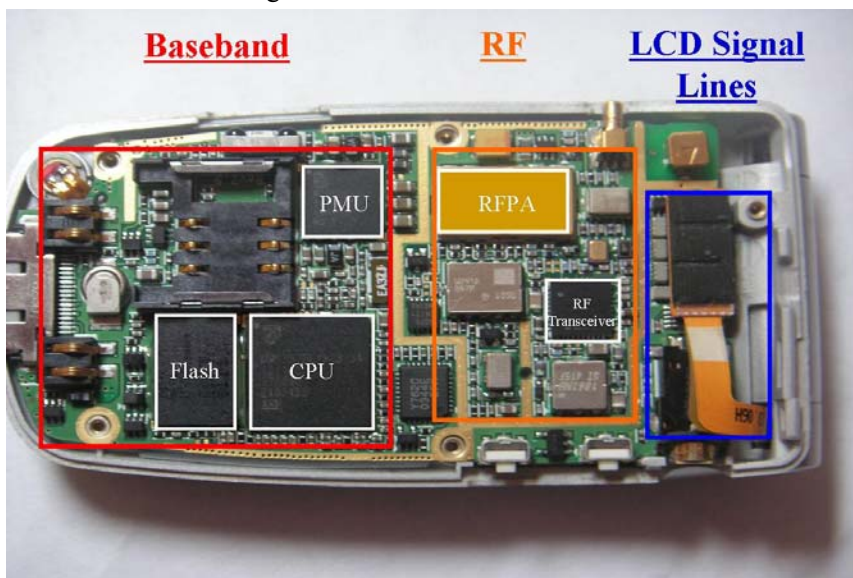 Baseband
RF
LCD Signal
Lines
PMU
RFPA
RF
Transceiver
Flash
CPU